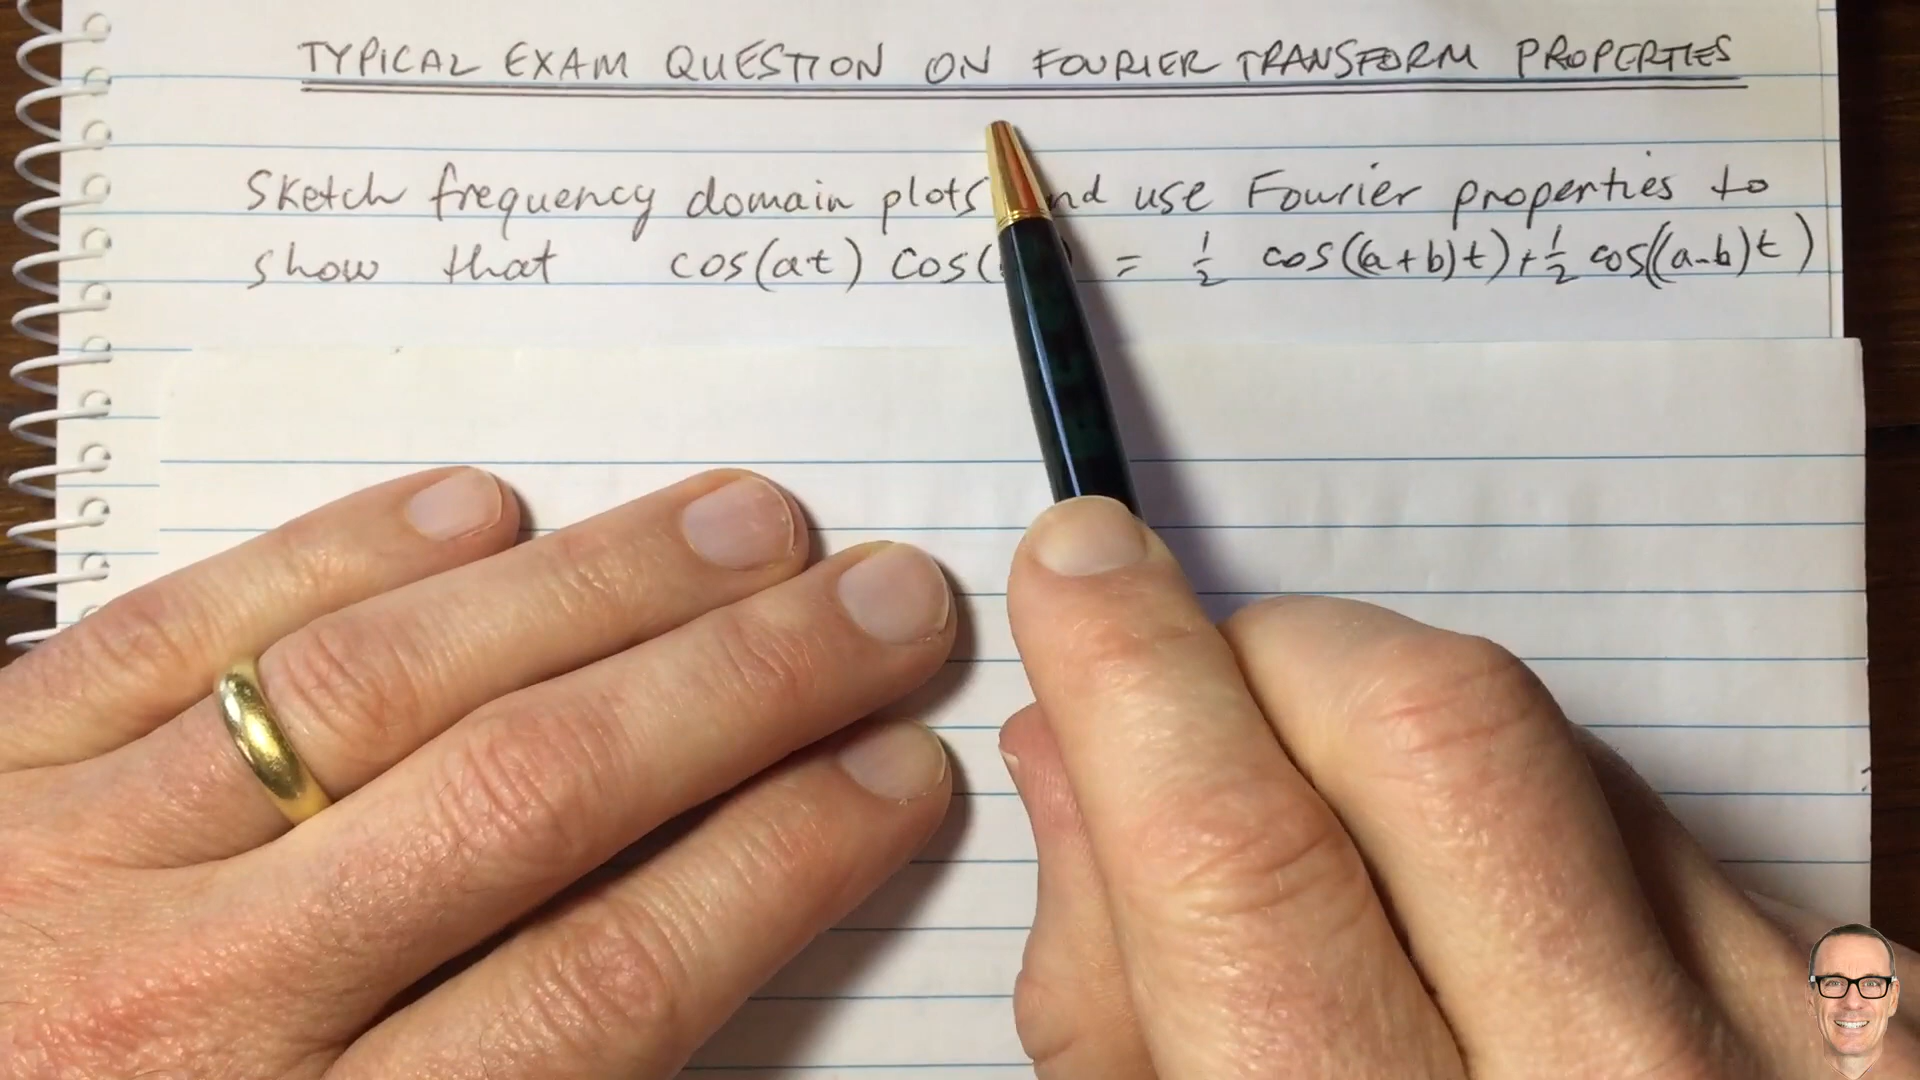 TYPICAL EXAM QUESTION ON FOURIER TRANSFORM PROPERTIES
Sketch frequency domain plots nd use Fourier properties to
show that cos(at) cos( ) = 1/2 cos((a+b)t) + 1/2 cos((a-b)t)